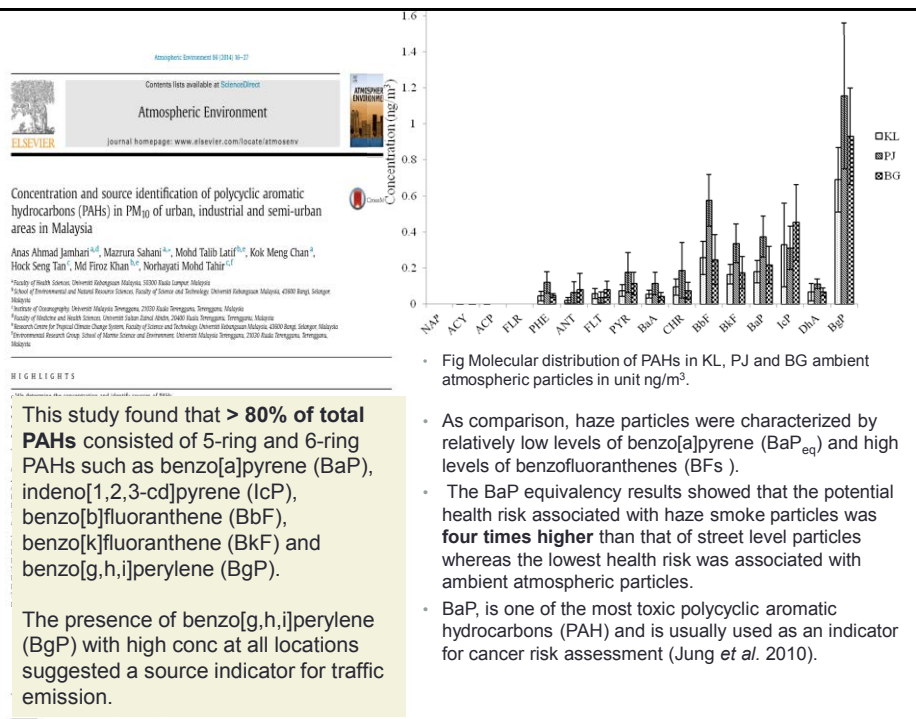 Atmospheric Environment 86 (2014) 16–27
Contents lists available at ScienceDirect
Atmospheric Environment
journal homepage: www.elsevier.com/locate/atmosenv
ELSEVIER
ATMOSPHERIC
ENVIRONMENT
Concentration and source identification of polycyclic aromatic
hydrocarbons (PAHs) in PM₁₀ of urban, industrial and semi-urban
areas in Malaysia
Anas Ahmad Jamhari, Mazrura Sahani, Mohd Talib Latif, Kok Meng Chan,
Hock Seng Tan, Md Firoz Khan, Norhayati Mohd Tahir
HIGHLIGHTS
This study found that > 80% of total
PAHs consisted of 5-ring and 6-ring
PAHs such as benzo[a]pyrene (BaP),
indeno[1,2,3-cd]pyrene (IcP),
benzo[b]fluoranthene (BbF),
benzo[k]fluoranthene (BkF) and
benzo[g,h,i]perylene (BgP).
The presence of benzo[g,h,i]perylene
(BgP) with high conc at all locations
suggested a source indicator for traffic
emission.
Concentration (ng/m³)
1.6
1.4
1.2
1
0.8
0.6
0.4
0.2
0
NAP ACY ACP FLR PHE ANT FLT PYR BaA CHR BbF BkF BaP IcP DhA BgP
KL
PJ
BG
• Fig Molecular distribution of PAHs in KL, PJ and BG ambient
atmospheric particles in unit ng/m³.
• As comparison, haze particles were characterized by
relatively low levels of benzo[a]pyrene (BaPeq) and high
levels of benzofluoranthenes (BFs ).
• The BaP equivalency results showed that the potential
health risk associated with haze smoke particles was
four times higher than that of street level particles
whereas the lowest health risk was associated with
ambient atmospheric particles.
• BaP, is one of the most toxic polycyclic aromatic
hydrocarbons (PAH) and is usually used as an indicator
for cancer risk assessment (Jung et al. 2010).